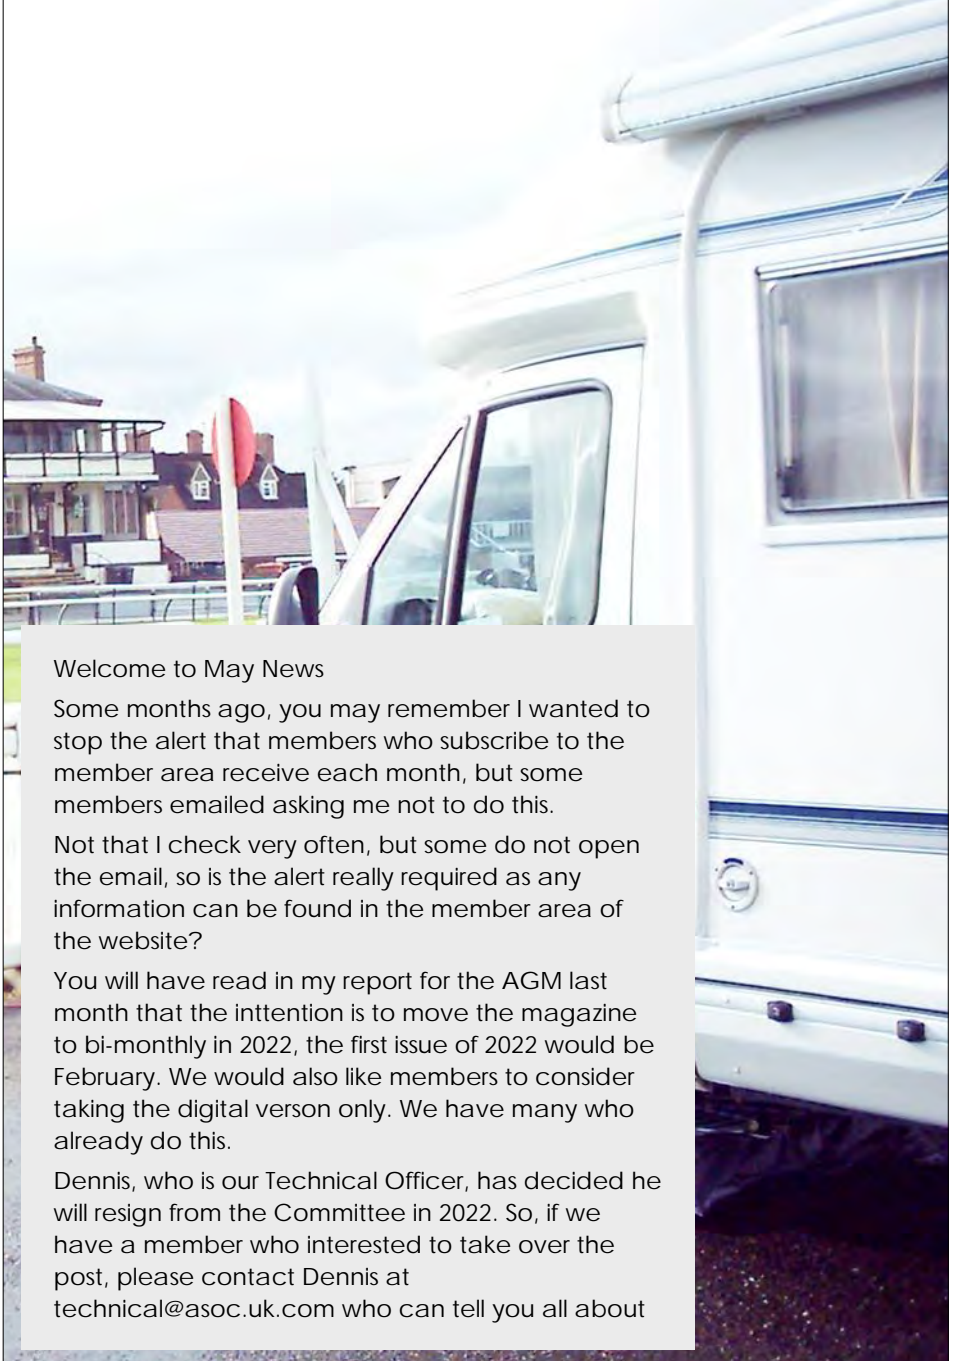 Welcome to May News
Some months ago, you may remember I wanted to
stop the alert that members who subscribe to the
member area receive each month, but some
members emailed asking me not to do this.
Not that I check very often, but some do not open
the email, so is the alert really required as any
information can be found in the member area of
the website?
You will have read in my report for the AGM last
month that the inttention is to move the magazine
to bi-monthly in 2022, the first issue of 2022 would be
February. We would also like members to consider
taking the digital verson only. We have many who
already do this.
Dennis, who is our Technical Officer, has decided he
will resign from the Committee in 2022. So, if we
have a member who interested to take over the
post, please contact Dennis at
technical@asoc.uk.com who can tell you all about